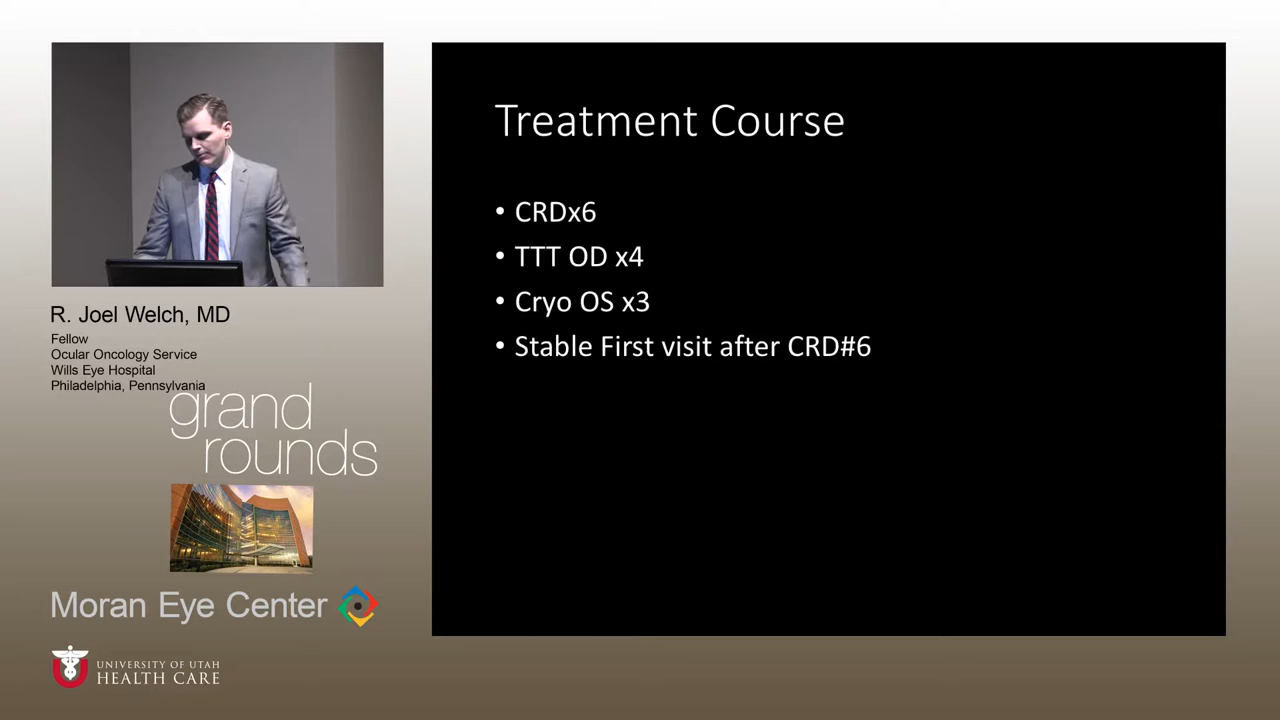 R. Joel Welch, MD
Fellow
Ocular Oncology Service
Wills Eye Hospital
Philadelphia, Pennsylvania
grand
rounds
Moran Eye Center
UNIVERSITY OF UTAH
HEALTH CARE
Treatment Course
• CRDx6
• TTT OD x4
• Cryo OS x3
• Stable First visit after CRD#6